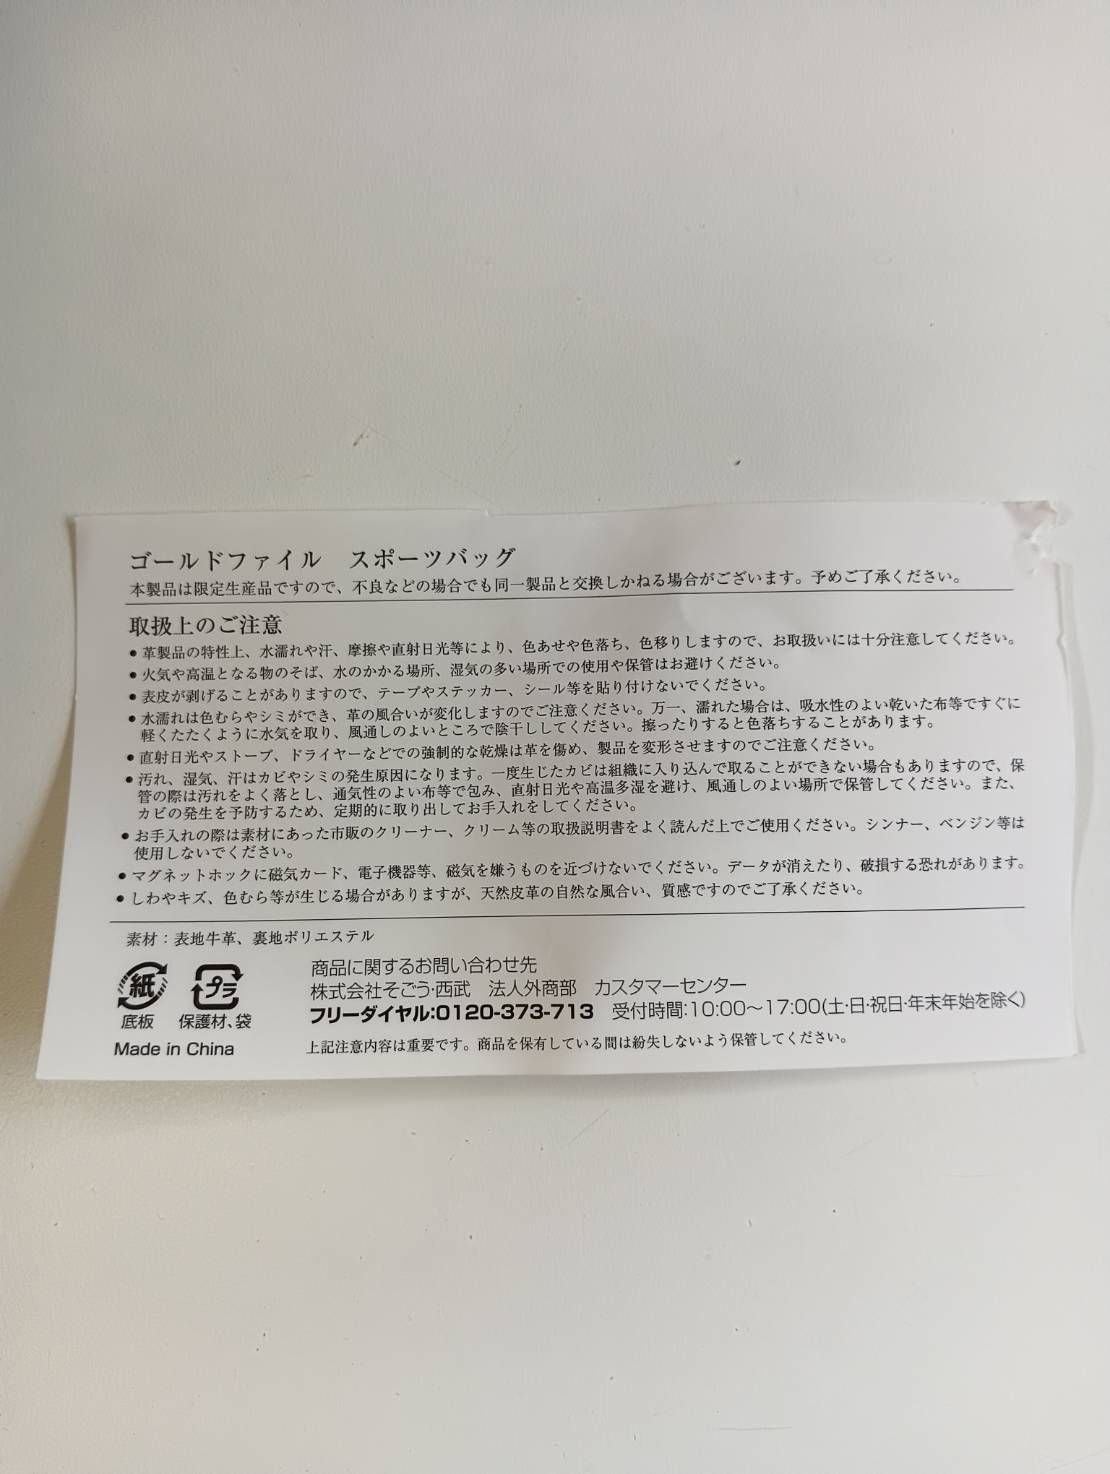 ゴールドファイル　スポーツバッグ
本製品は限定生産品ですので、不良などの場合でも同一製品と交換しかねる場合がございます。予めご了承ください。
取扱上のご注意
●革製品の特性上、水濡れや汗、摩擦や直射日光等により、色あせや色落ち、色移りしますので、お取扱いには十分注意してください。
●火気や高温となる物のそば、水のかかる場所、湿気の多い場所での使用や保管はお避けください。
●表皮が剥げることがありますので、テープやステッカー、シール等を貼り付けないでください。
●水濡れは色むらやシミができ、革の風合いが変化しますのでご注意ください。万一、濡れた場合は、吸水性のよい乾いた布等ですぐに
軽くたたくように水気を取り、風通しのよいところで陰干ししてください。擦ったりすると色落ちすることがあります。
●直射日光やストーブ、ドライヤーなどでの強制的な乾燥は革を傷め、製品を変形させますのでご注意ください。
●汚れ、湿気、汗はカビやシミの発生原因になります。一度生じたカビは組織に入り込んで取ることができない場合もありますので、保
管の際は汚れをよく落とし、通気性のよい布等で包み、直射日光や高温多湿を避け、風通しのよい場所で保管してください。また、
カビの発生を予防するため、定期的に取り出してお手入れをしてください。
●お手入れの際は素材にあった市販のクリーナー、クリーム等の取扱説明書をよく読んだ上でご使用ください。シンナー、ベンジン等は
使用しないでください。
●マグネットホックに磁気カード、電子機器等、磁気を嫌うものを近づけないでください。データが消えたり、破損する恐れがあります。
●しわやキズ、色むら等が生じる場合がありますが、天然皮革の自然な風合い、質感ですのでご了承ください。
素材：表地牛革、裏地ポリエステル
紙 プラ
底板 保護材、袋
Made in China
商品に関するお問い合わせ先
株式会社そごう・西武　法人外商部　カスタマーセンター
フリーダイヤル:0120-373-713　受付時間:10:00～17:00(土・日・祝日・年末年始を除く)
上記注意内容は重要です。商品を保有している間は紛失しないよう保管してください。